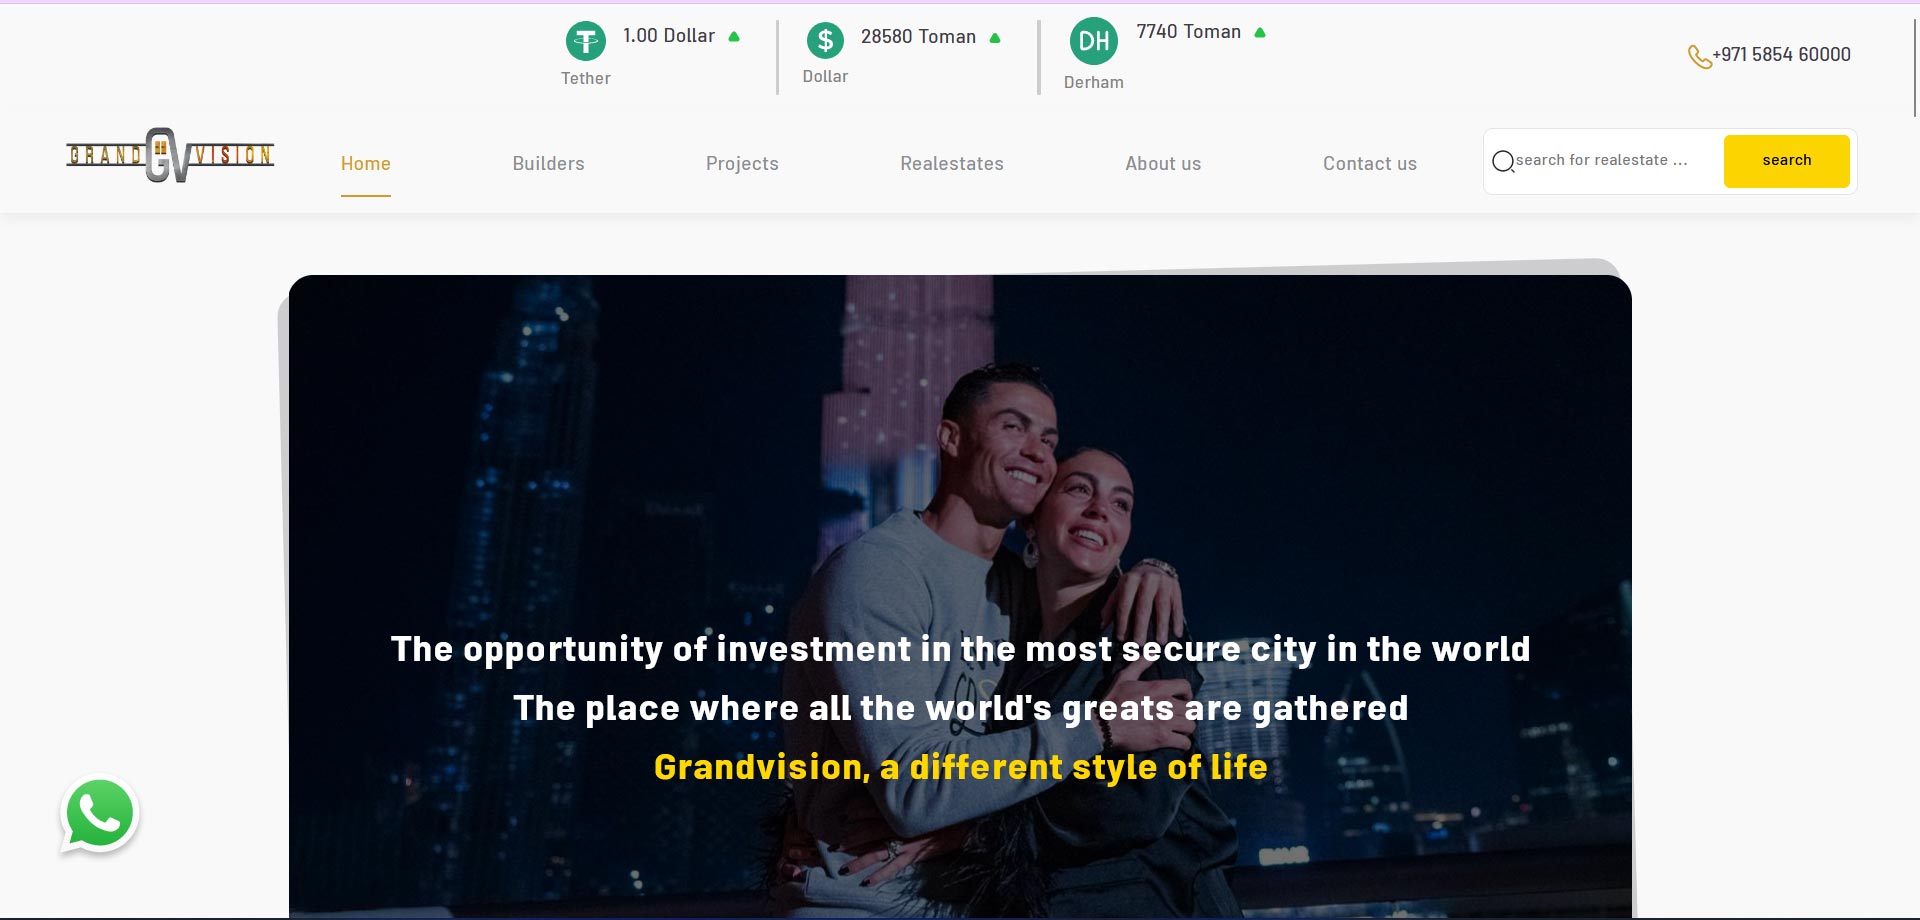 1.00 Dollar
Tether
$
28580 Toman
Dollar
DH
7740 Toman
Derham
+971 5854 60000
GRAND GV VISION
Home
Builders
Projects
Realestates
About us
Contact us
search for realestate ...
search
The opportunity of investment in the most secure city in the world
The place where all the world's greats are gathered
Grandvision, a different style of life